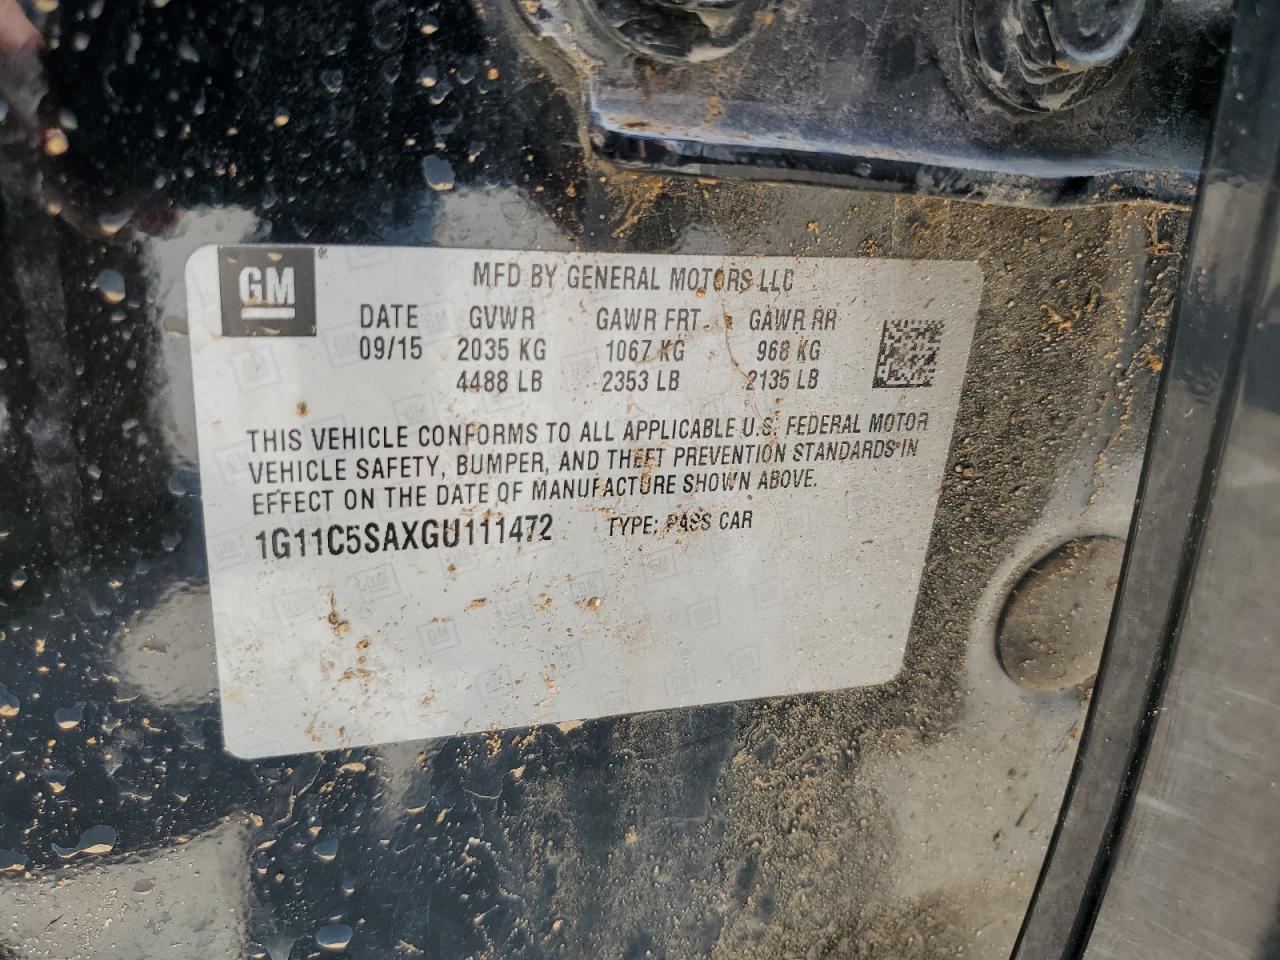 GM ®
MFD BY GENERAL MOTORS LLC
DATE GVWR GAWR FRT GAWR RR
09/15 2035 KG 1067 KG 968 KG
4488 LB 2353 LB 2135 LB
THIS VEHICLE CONFORMS TO ALL APPLICABLE U.S. FEDERAL MOTOR
VEHICLE SAFETY, BUMPER, AND THEFT PREVENTION STANDARDS IN
EFFECT ON THE DATE OF MANUFACTURE SHOWN ABOVE.
1G11C5SAXGU111472 TYPE: PASS CAR